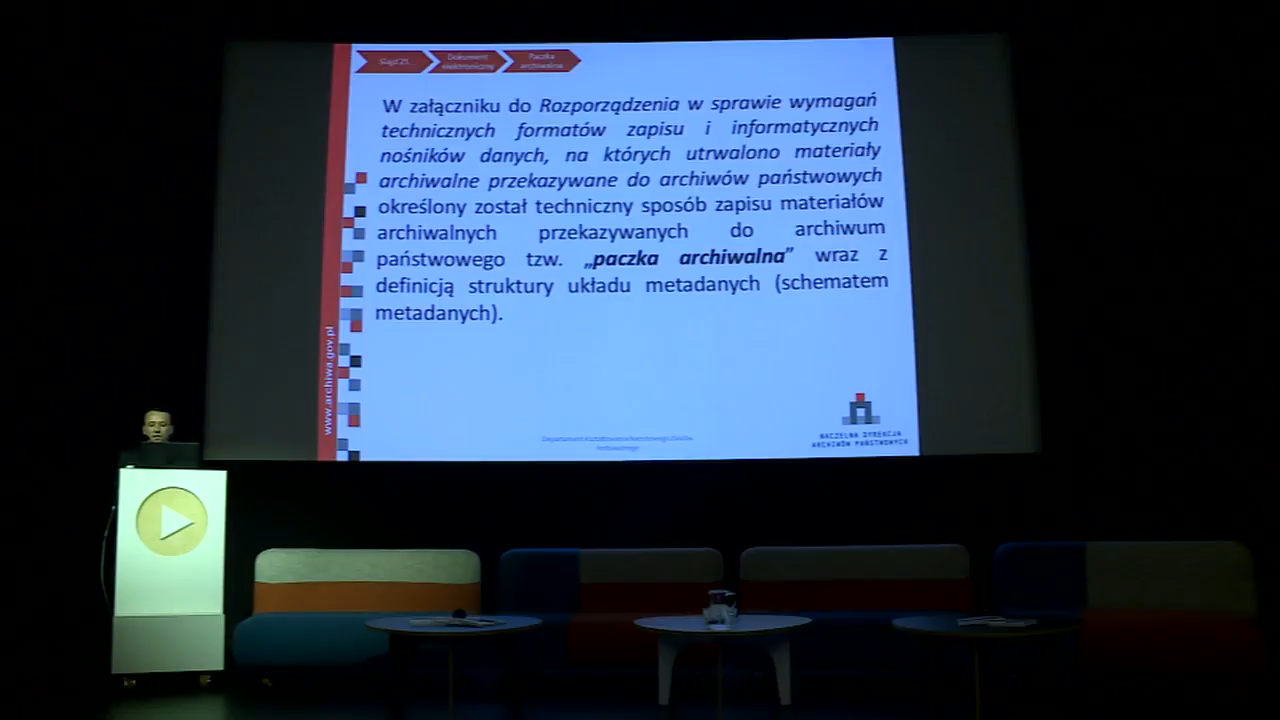 Dokument
elektroniczny
Paczka
archiwalna
W załączniku do Rozporządzenia w sprawie wymagań
technicznych formatów zapisu i informatycznych
nośników danych, na których utrwalono materiały
archiwalne przekazywane do archiwów państwowych
określony został techniczny sposób zapisu materiałów
archiwalnych przekazywanych do archiwum
państwowego tzw. „paczka archiwalna” wraz z
definicją struktury układu metadanych (schematem
metadanych).
www.archiwa.gov.pl
NACZELNA DYREKCJA
ARCHIWÓW PAŃSTWOWYCH